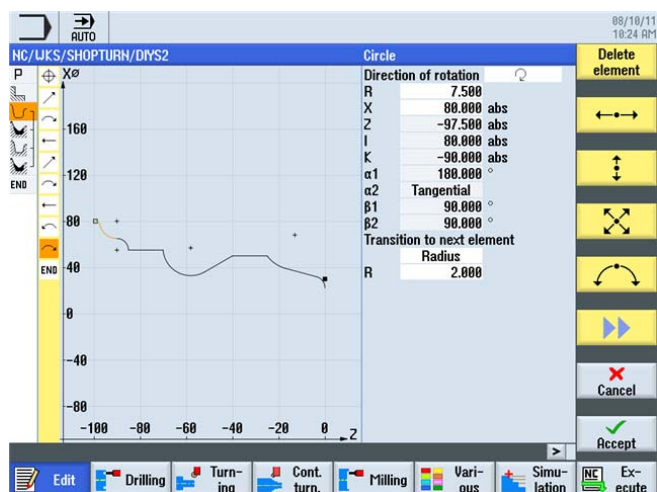 AUTO
08/10/11
10:24 AM
NC/WKS/SHOPTURN/DIYS2
Circle
P
END
END
XØ
160
120
80
40
0
-40
-80
-100 -80 -60 -40 -20 0 Z
Direction of rotation
R 7.500
X 80.000 abs
Z -97.500 abs
I 80.000 abs
K -90.000 abs
α1 180.000 °
α2 Tangential
β1 90.000 °
β2 90.000 °
Transition to next element
Radius
R 2.000
Delete
element
Cancel
Accept
Edit
Drilling
Turn-
ing
Cont.
turn.
Milling
Vari-
ous
Simu-
lation
NC
Ex-
ecute